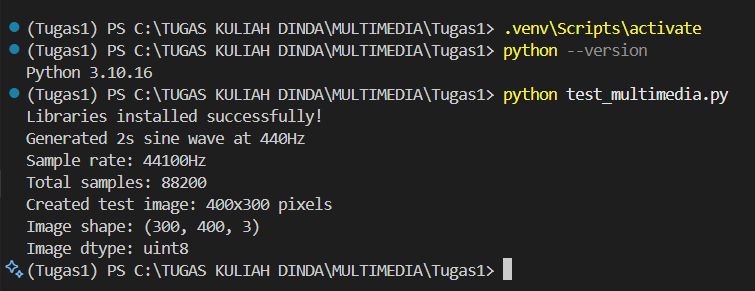 (Tugas1) PS C:\TUGAS KULIAH DINDA\MULTIMEDIA\Tugas1> .venv\Scripts\activate
(Tugas1) PS C:\TUGAS KULIAH DINDA\MULTIMEDIA\Tugas1> python --version
Python 3.10.16
(Tugas1) PS C:\TUGAS KULIAH DINDA\MULTIMEDIA\Tugas1> python test_multimedia.py
Libraries installed successfully!
Generated 2s sine wave at 440Hz
Sample rate: 44100Hz
Total samples: 88200
Created test image: 400x300 pixels
Image shape: (300, 400, 3)
Image dtype: uint8
(Tugas1) PS C:\TUGAS KULIAH DINDA\MULTIMEDIA\Tugas1>